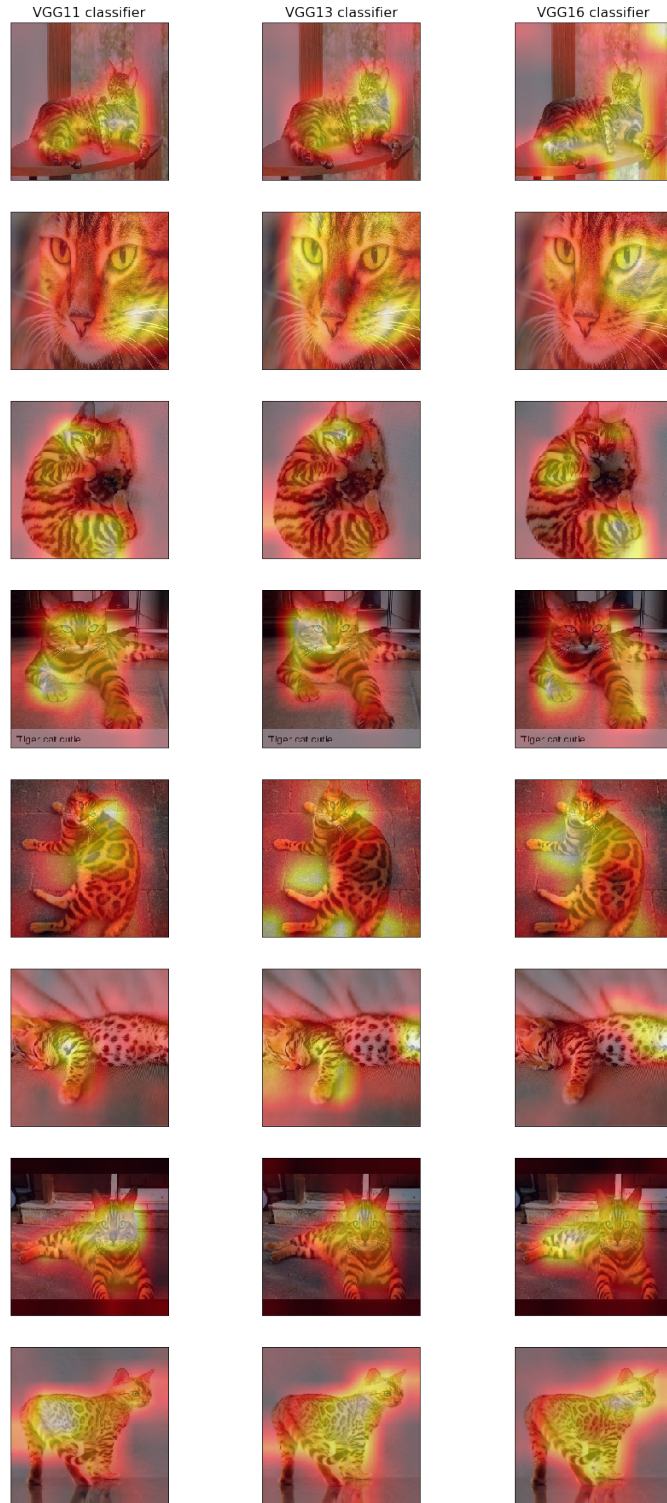 VGG11 classifier VGG13 classifier VGG16 classifier
"Tiger cat cutie "Tiger cat cutie "Tiger cat cutie